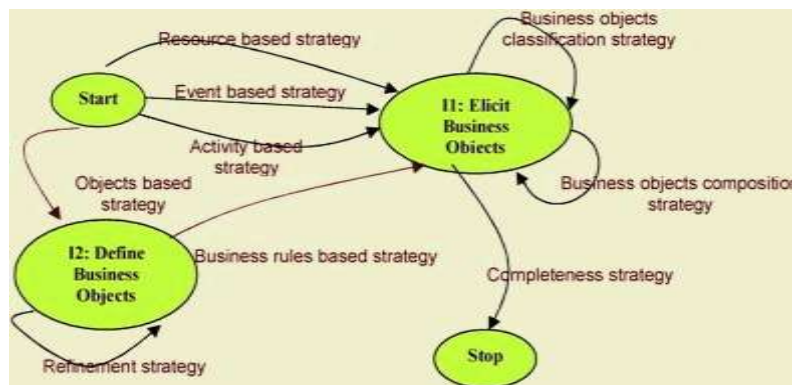 Business objects
classification strategy
Resource based strategy
Start
Event based strategy
I1: Elicit
Business
Objects
Activity based
strategy
Objects based
strategy
Business objects composition
strategy
I2: Define
Business
Objects
Business rules based strategy
Completeness strategy
Stop
Refinement strategy